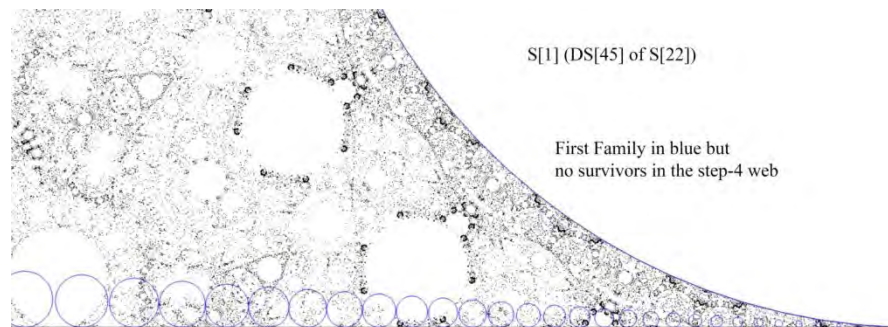 S[1] (DS[45] of S[22])
First Family in blue but
no survivors in the step-4 web